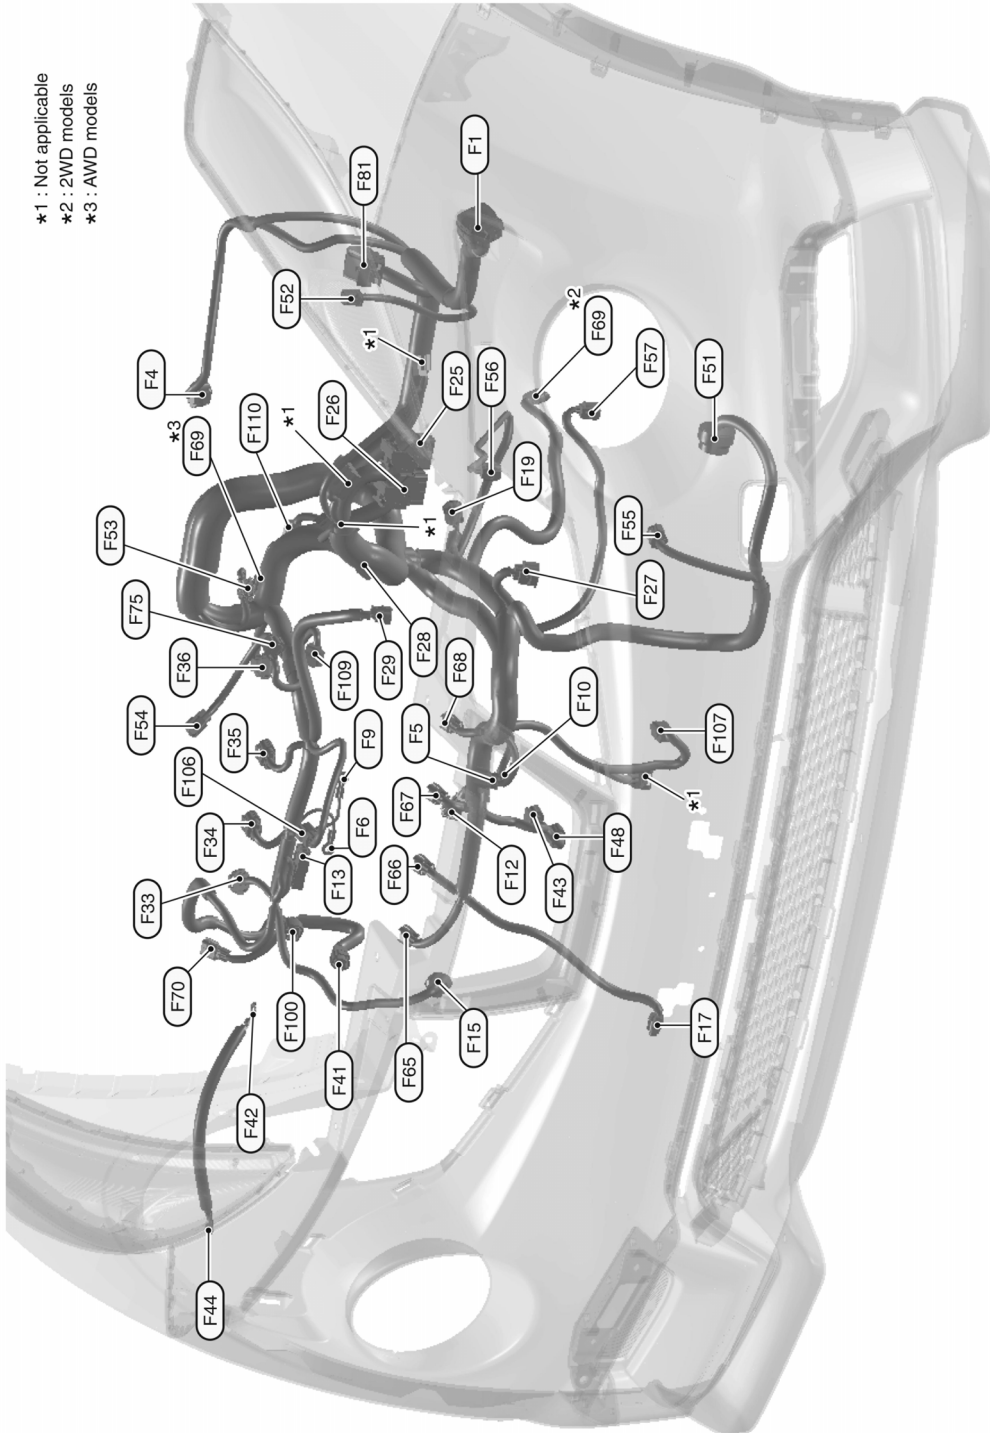 *1 : Not applicable
*2 : 2WD models
*3 : AWD models
F44
F42
F70
F33
F34
F106
F35
F54
F36
F75
F53
*3
F69
F110
*1
F4
F26
F52
F81
F1
*1
F25
F56
*2
F69
F57
F51
F19
*1
F55
F27
F28
F29
F109
F68
F10
F5
F9
F107
*1
F6
F67
F13
F66
F12
F48
F43
F100
F41
F65
F15
F17